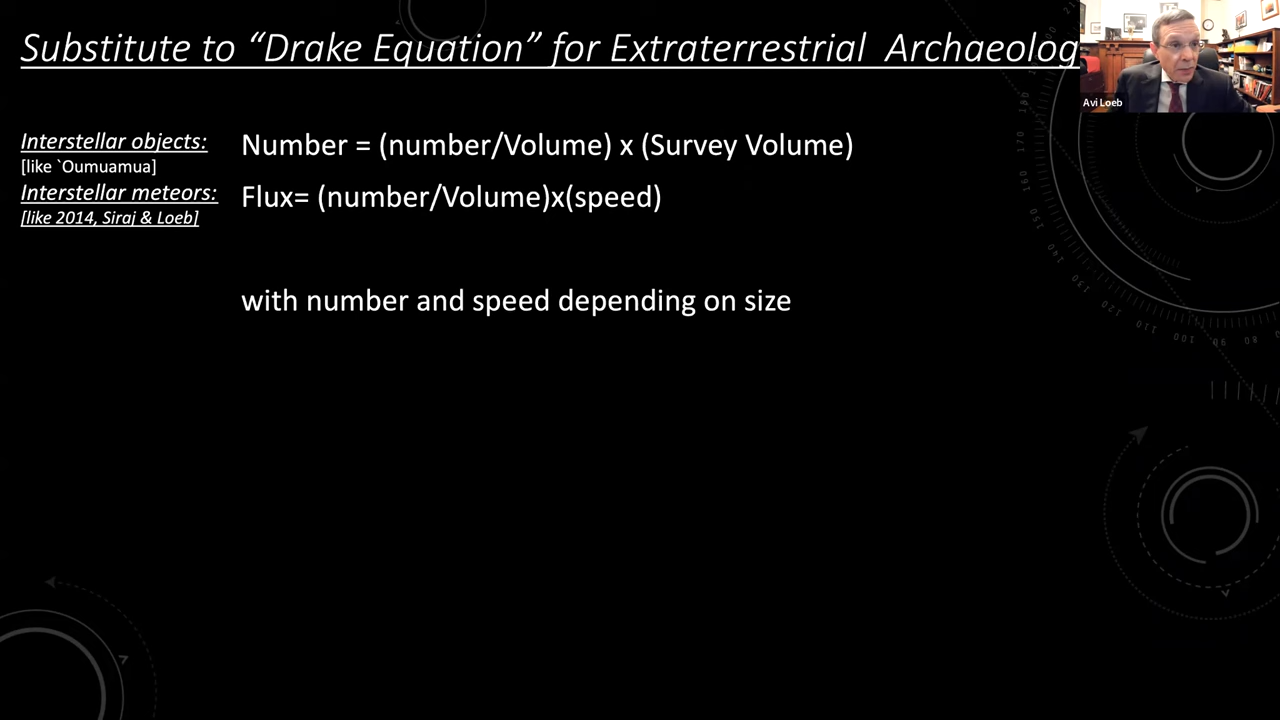 Substitute to “Drake Equation” for Extraterrestrial Archaeolog
Avi Loeb
Interstellar objects: Number = (number/Volume) x (Survey Volume)
[like `Oumuamua]
Interstellar meteors: Flux= (number/Volume)x(speed)
[like 2014, Siraj & Loeb]
with number and speed depending on size